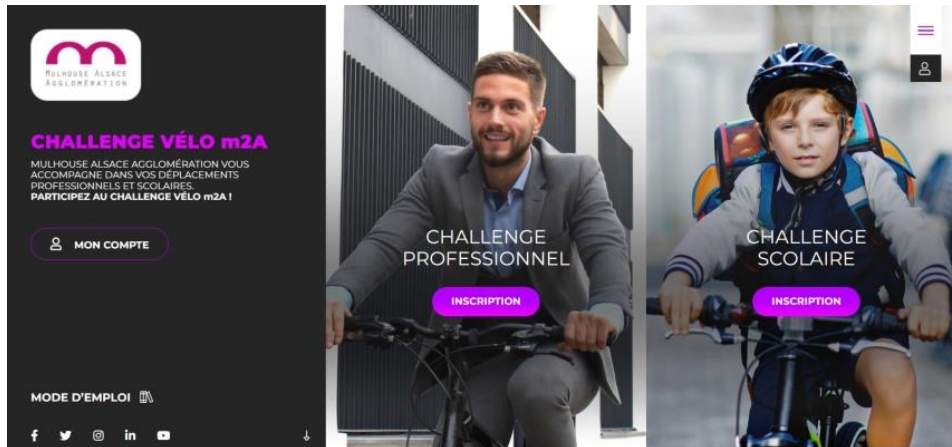 MULHOUSE ALSACE
AGGLOMÉRATION
CHALLENGE VÉLO m2A
MULHOUSE ALSACE AGGLOMÉRATION VOUS
ACCOMPAGNE DANS VOS DÉPLACEMENTS
PROFESSIONNELS ET SCOLAIRES.
PARTICIPEZ AU CHALLENGE VÉLO m2A !
MON COMPTE
MODE D'EMPLOI
CHALLENGE
PROFESSIONNEL
INSCRIPTION
CHALLENGE
SCOLAIRE
INSCRIPTION